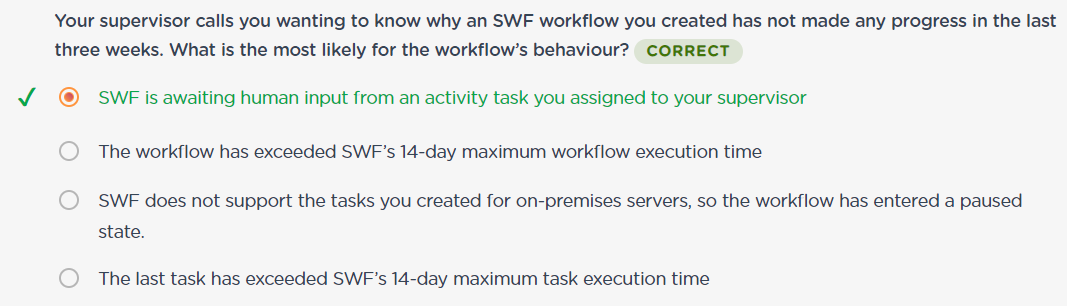 Your supervisor calls you wanting to know why an SWF workflow you created has not made any progress in the last
three weeks. What is the most likely for the workflow's behaviour? CORRECT
SWF is awaiting human input from an activity task you assigned to your supervisor
The workflow has exceeded SWF's 14-day maximum workflow execution time
SWF does not support the tasks you created for on-premises servers, so the workflow has entered a paused
state.
The last task has exceeded SWF's 14-day maximum task execution time